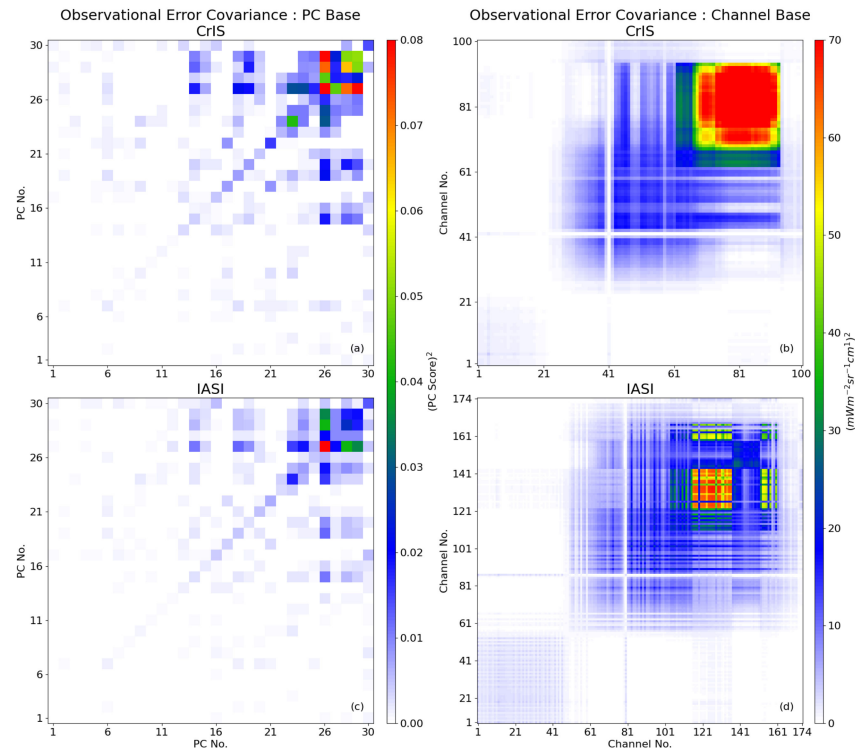 Observational Error Covariance : PC Base
CrIS
Observational Error Covariance : Channel Base
CrIS
30
26
21
16
11
6
1
PC No.
1 6 11 16 21 26 30
(a)
0.08
0.07
0.06
0.05
0.04
0.03
0.02
0.01
0.00
(PC Score)²
100
81
61
41
21
1
Channel No.
1 21 41 61 81 100
(b)
70
60
50
40
30
20
10
0
(mWm⁻²sr⁻¹cm¹)²
IASI
30
26
21
16
11
6
1
PC No.
1 6 11 16 21 26 30
PC No.
(c)
IASI
174
161
141
121
101
81
61
41
21
1
Channel No.
1 21 41 61 81 101 121 141 161 174
Channel No.
(d)